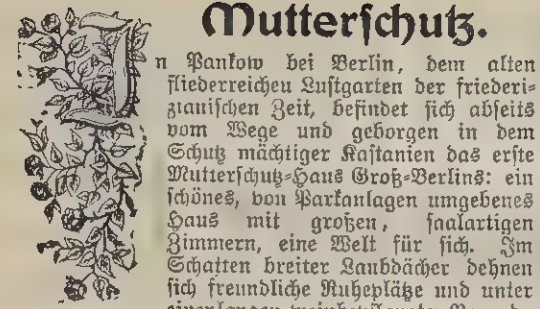 Mutterschutz.
In Pankow bei Berlin, dem alten
fliederreichen Lustgarten der friederi-
zianischen Zeit, befindet sich abseits
vom Wege und geborgen in dem
Schutz mächtiger Kastanien das erste
Mutterschutz-Haus Groß-Berlins: ein
schönes, von Parkanlagen umgebenes
Haus mit großen, saalartigen
Zimmern, eine Welt für sich. Im
Schatten breiter Laubdächer dehnen
sich freundliche Ruheplätze und unter